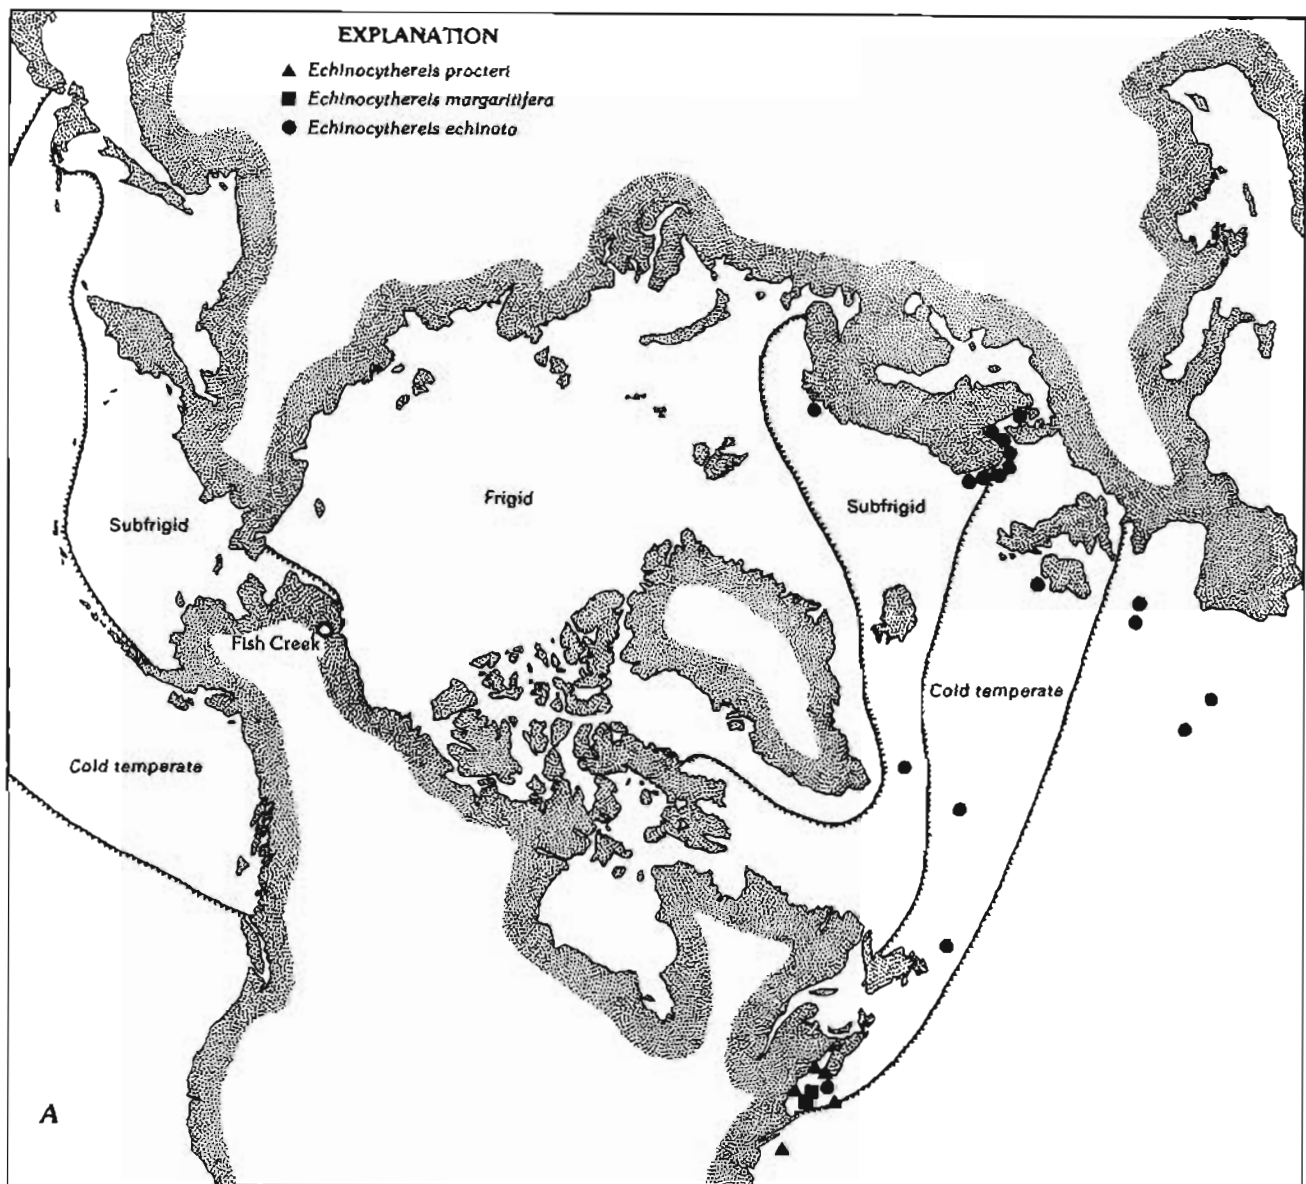 EXPLANATION
▲ Echinocythereis procteri
■ Echinocythereis margaritifera
● Echinocythereis echinata
Subfrigid
Frigid
Subfrigid
Fish Creek
Cold temperate
Cold temperate
A